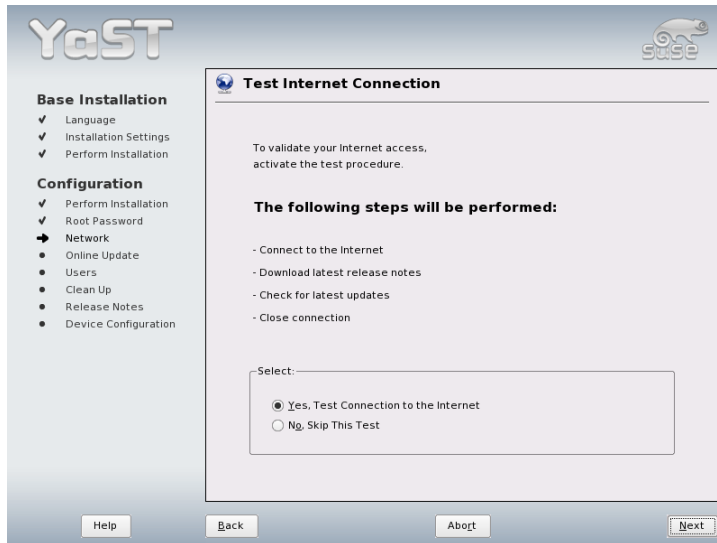 YaST
SUSE
Base Installation
Language
Installation Settings
Perform Installation
Configuration
Perform Installation
Root Password
Network
Online Update
Users
Clean Up
Release Notes
Device Configuration
Test Internet Connection
To validate your Internet access,
activate the test procedure.
The following steps will be performed:
- Connect to the Internet
- Download latest release notes
- Check for latest updates
- Close connection
Select:
Yes, Test Connection to the Internet
No, Skip This Test
Help
Back
Abort
Next